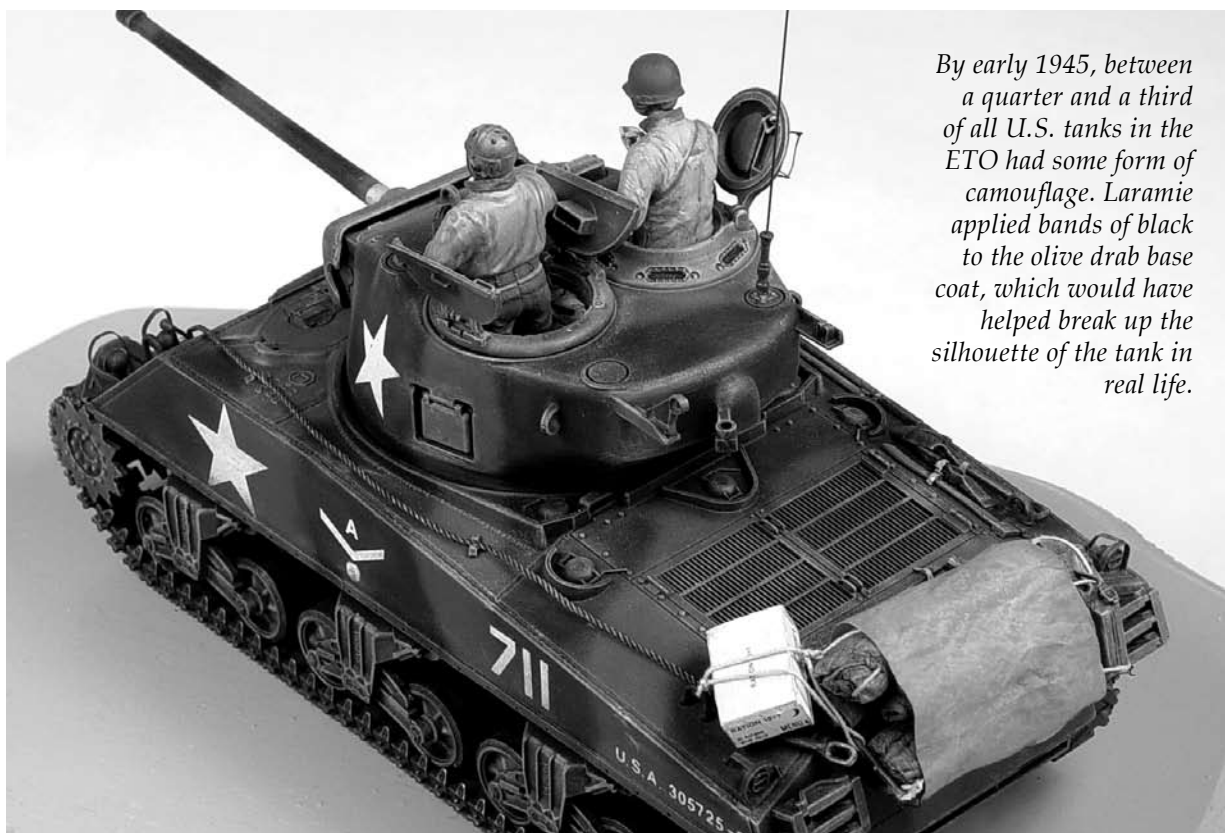 By early 1945, between
a quarter and a third
of all U.S. tanks in the
ETO had some form of
camouflage. Laramie
applied bands of black
to the olive drab base
coat, which would have
helped break up the
silhouette of the tank in
real life.
A
711
U.S.A. 305725
RATION